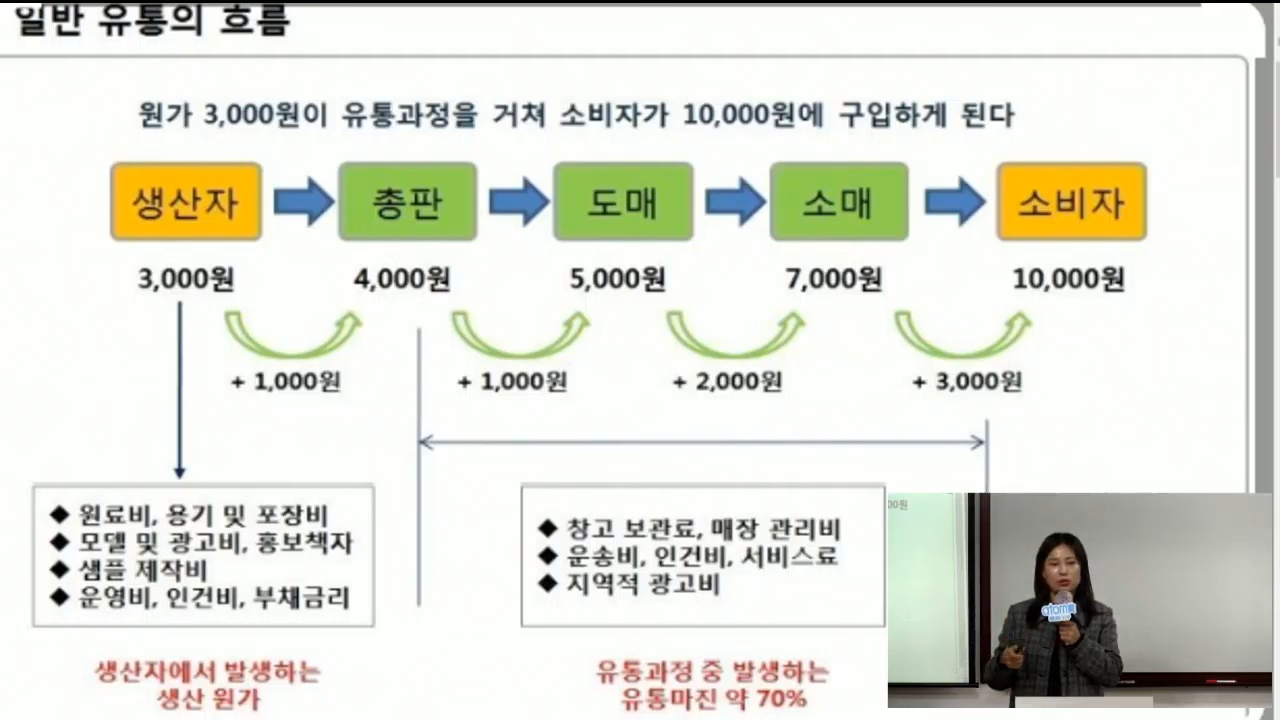 일반 유통의 흐름
원가 3,000원이 유통과정을 거쳐 소비자가 10,000원에 구입하게 된다
생산자 총판 도매 소매 소비자
3,000원 4,000원 5,000원 7,000원 10,000원
+ 1,000원 + 1,000원 + 2,000원 + 3,000원
◆ 원료비, 용기 및 포장비
◆ 모델 및 광고비, 홍보책자
◆ 샘플 제작비
◆ 운영비, 인건비, 부채금리
◆ 창고 보관료, 매장 관리비
◆ 운송비, 인건비, 서비스료
◆ 지역적 광고비
생산자에서 발생하는
생산 원가
유통과정 중 발생하는
유통마진 약 70%
00원
atom美